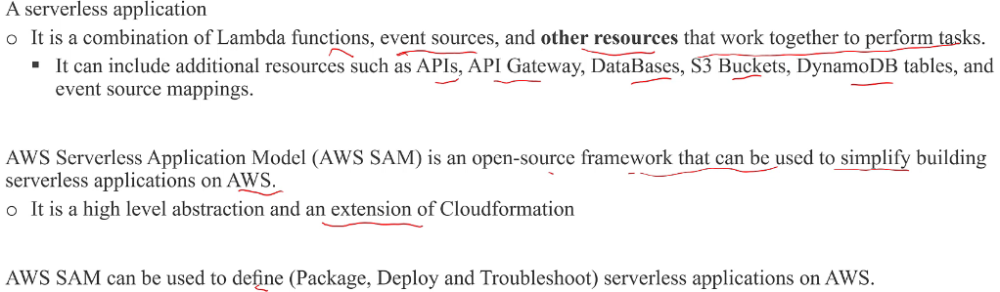 A serverless application
o It is a combination of Lambda functions, event sources, and other resources that work together to perform tasks.
▪ It can include additional resources such as APIs, API Gateway, DataBases, S3 Buckets, DynamoDB tables, and
event source mappings.
AWS Serverless Application Model (AWS SAM) is an open-source framework that can be used to simplify building
serverless applications on AWS.
o It is a high level abstraction and an extension of Cloudformation
AWS SAM can be used to define (Package, Deploy and Troubleshoot) serverless applications on AWS.